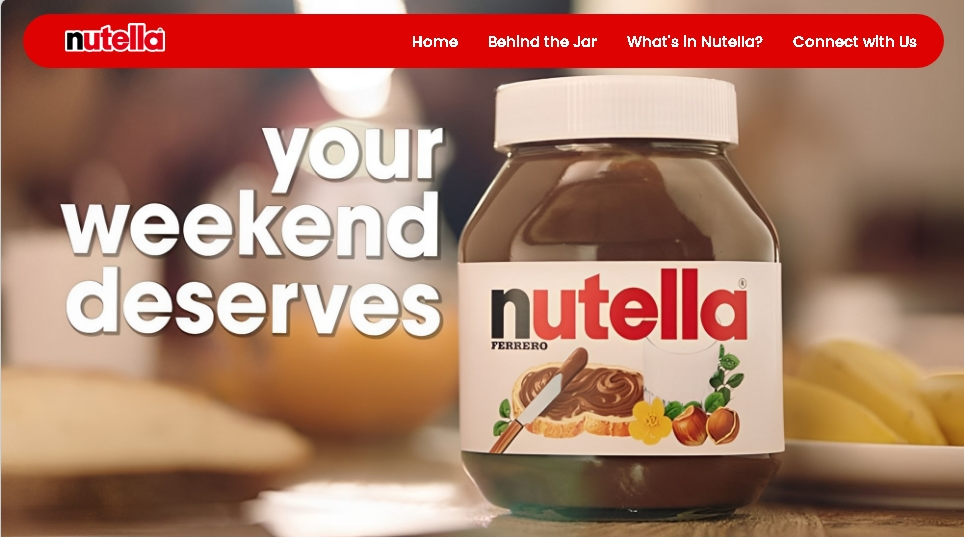 nutella
Home
Behind the Jar
What's in Nutella?
Connect with Us
your
weekend
deserves
nutella®
FERRERO